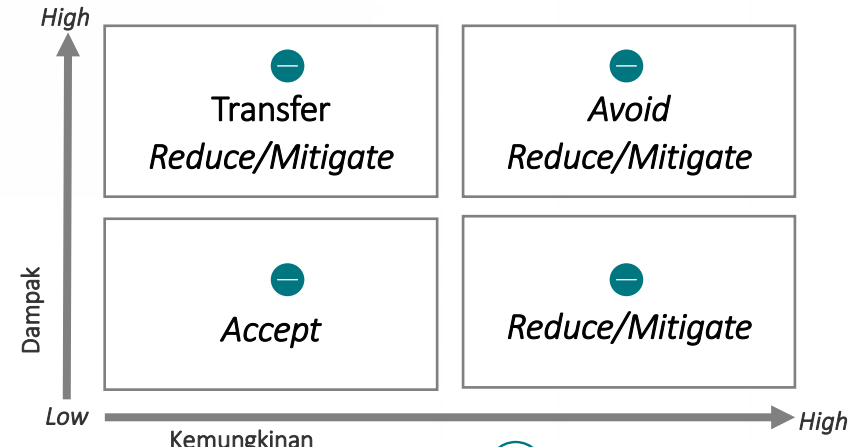 High
Transfer
Reduce/Mitigate
Avoid
Reduce/Mitigate
Dampak
Accept
Reduce/Mitigate
Low
High
Kemungkinan